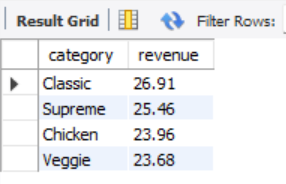 Result Grid Filter Rows:
category revenue
Classic 26.91
Supreme 25.46
Chicken 23.96
Veggie 23.68